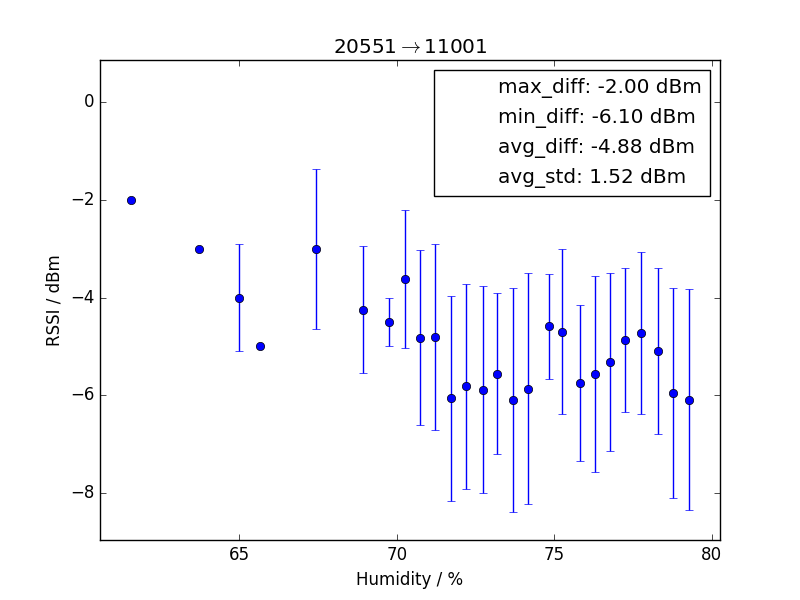 20551→11001
max_diff: -2.00 dBm
min_diff: -6.10 dBm
avg_diff: -4.88 dBm
avg_std: 1.52 dBm
RSSI / dBm
0
−2
−4
−6
−8
65
70
75
80
Humidity / %